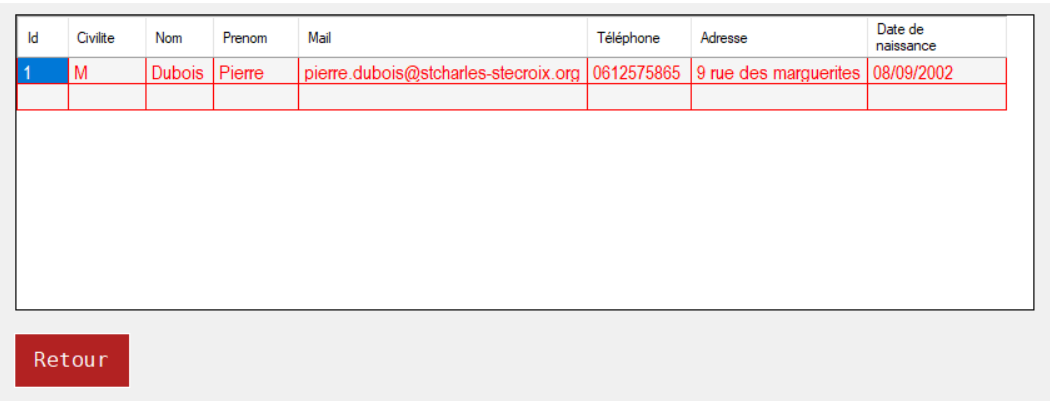 Id Civilite Nom Prenom Mail Téléphone Adresse Date de naissance
1 M Dubois Pierre pierre.dubois@stcharles-stecroix.org 0612575865 9 rue des marguerites 08/09/2002
Retour